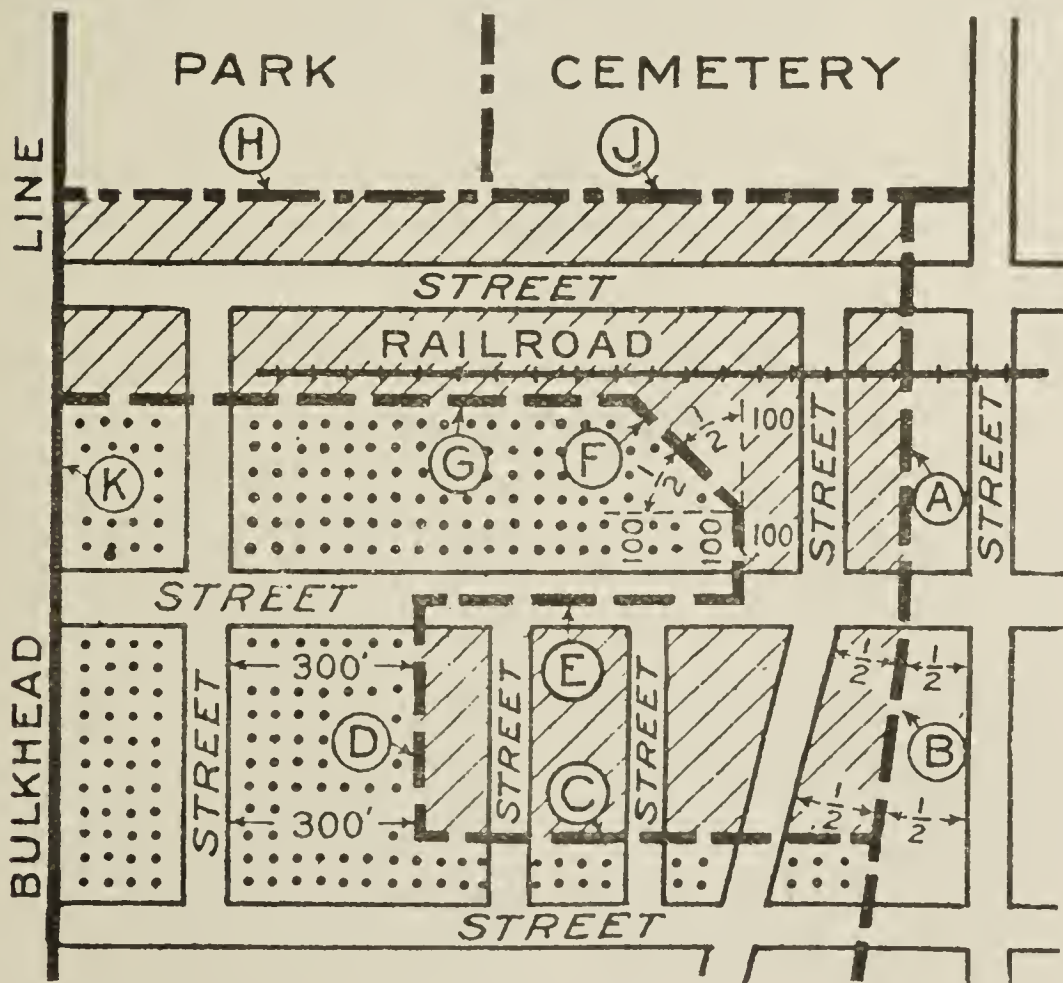 PARK
CEMETERY
H
J
LINE
STREET
RAILROAD
1/2
100
STREET
STREET
G
F
K
A
1/2
100
100
100
STREET
BULKHEAD
300'
STREET
STREET
STREET
E
1/2
1/2
D
B
C
300'
1/2
1/2
STREET